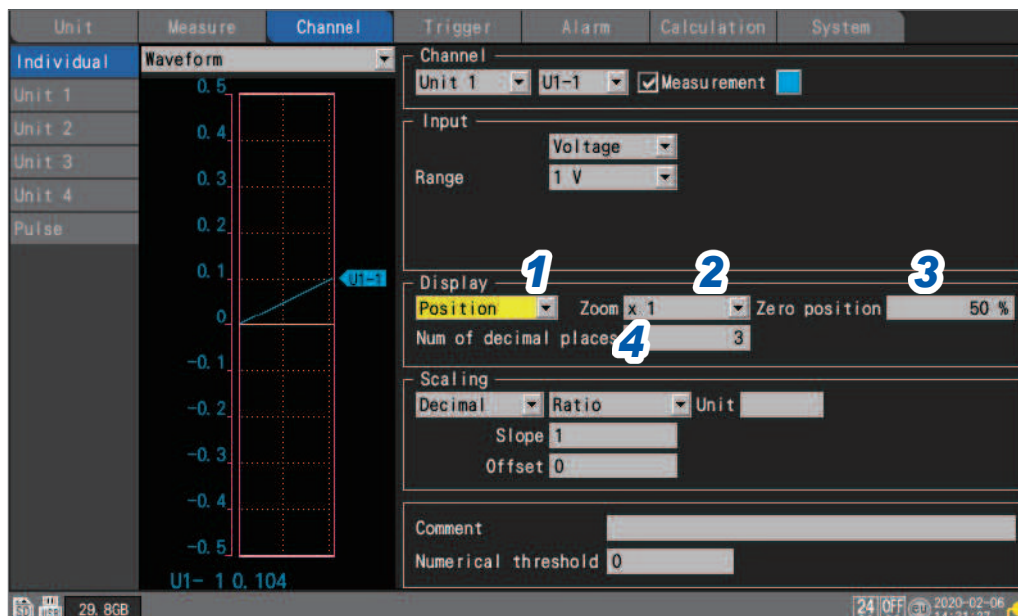 Unit Measure Channel Trigger Alarm Calculation System
Individual
Unit 1
Unit 2
Unit 3
Unit 4
Pulse
Waveform
0.5
0.4
0.3
0.2
0.1
0
-0.1
-0.2
-0.3
-0.4
-0.5
U1-1
U1- 1 0.104
Channel
Unit 1 U1-1 Measurement
Input
Voltage
Range 1 V
1 2 3
Display
Position Zoom x 1 Zero position 50 %
Num of decimal places 3
4
Scaling
Decimal Ratio Unit
Slope 1
Offset 0
Comment
Numerical threshold 0
SD USB 29.8GB 24 OFF eu 2020-02-06